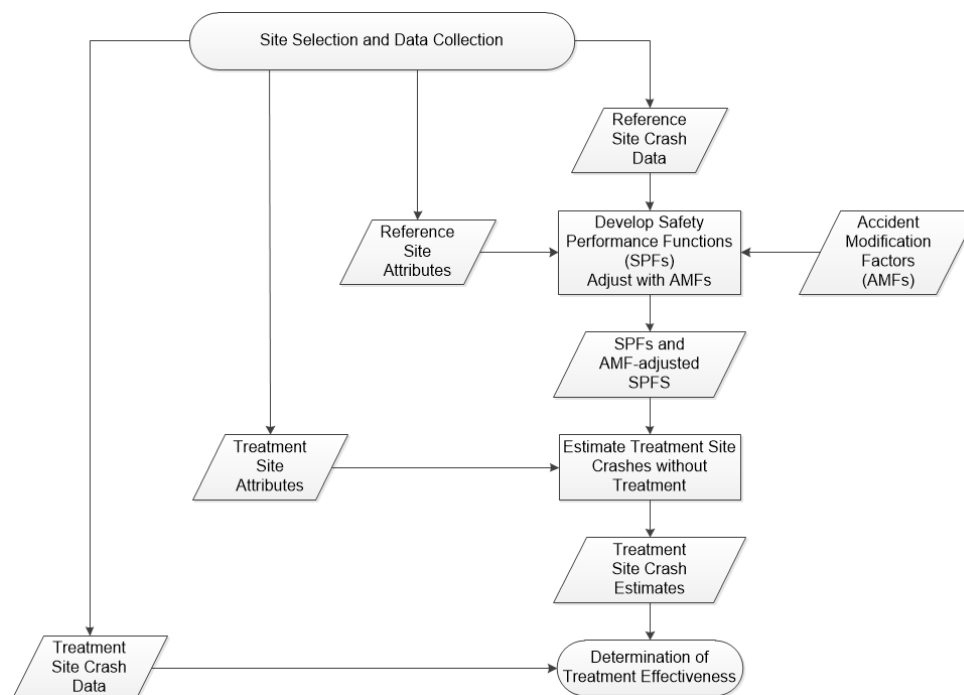 Site Selection and Data Collection
Reference
Site Crash
Data
Reference
Site
Attributes
Develop Safety
Performance Functions
(SPFs)
Adjust with AMFs
Accident
Modification
Factors
(AMFs)
SPFs and
AMF-adjusted
SPFS
Treatment
Site
Attributes
Estimate Treatment Site
Crashes without
Treatment
Treatment
Site Crash
Estimates
Treatment
Site Crash
Data
Determination of
Treatment Effectiveness